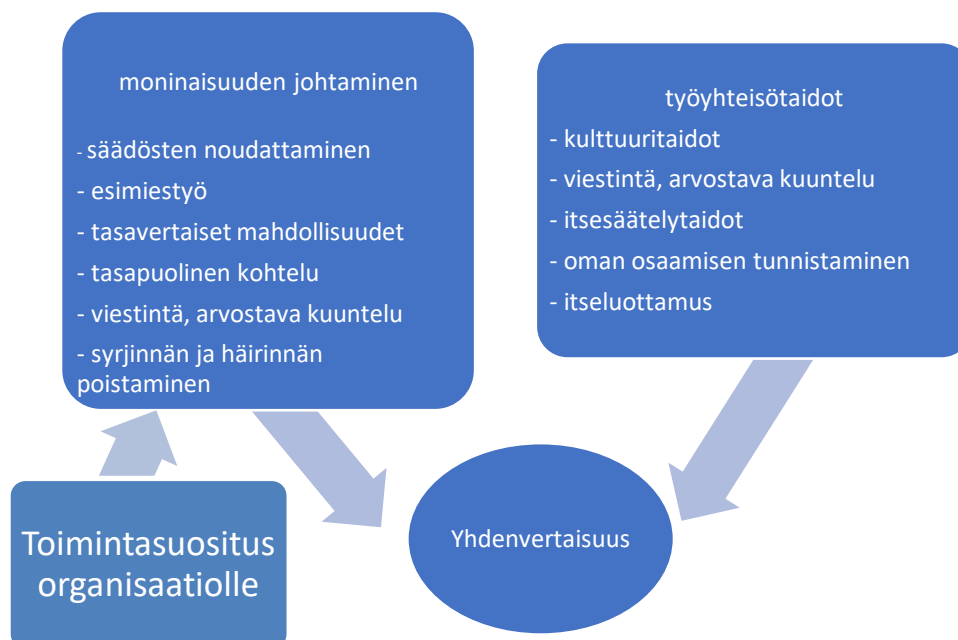 moninaisuuden johtaminen
- säädösten noudattaminen
- esimiestyö
- tasavertaiset mahdollisuudet
- tasapuolinen kohtelu
- viestintä, arvostava kuuntelu
- syrjinnän ja häirinnän
poistaminen
työyhteisötaidot
- kulttuuritaidot
- viestintä, arvostava kuuntelu
- itsesäätelytaidot
- oman osaamisen tunnistaminen
- itseluottamus
Toimintasuositus
organisaatiolle
Yhdenvertaisuus